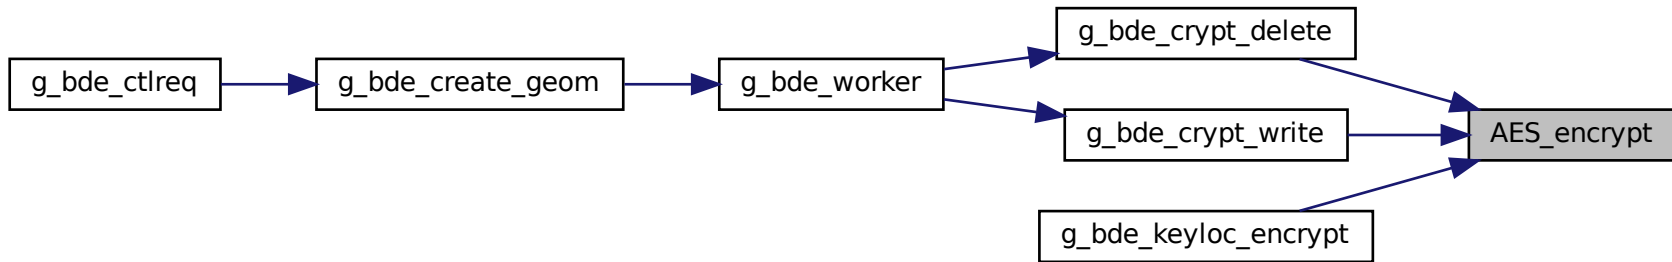 g_bde_ctlreq
g_bde_create_geom
g_bde_worker
g_bde_crypt_delete
g_bde_crypt_write
g_bde_keyloc_encrypt
AES_encrypt